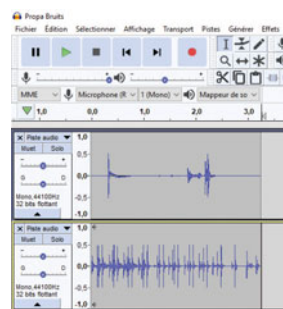 Propa Bruits
Fichier Édition Sélectionner Affichage Transport Pistes Générer Effets
MME Microphone (R 1 (Mono) Mappeur de so
1,0 0,0 1,0 2,0 3,0
Piste audio
Muet Solo
- +
G D
Mono,44100Hz
32 bits flottant
1,0
0,5-
0,0-
-0,5-
-1,0
Piste audio
Muet Solo
- +
G D
Mono,44100Hz
32 bits flottant
1,0
0,5-
0,0-
-0,5-
-1,0